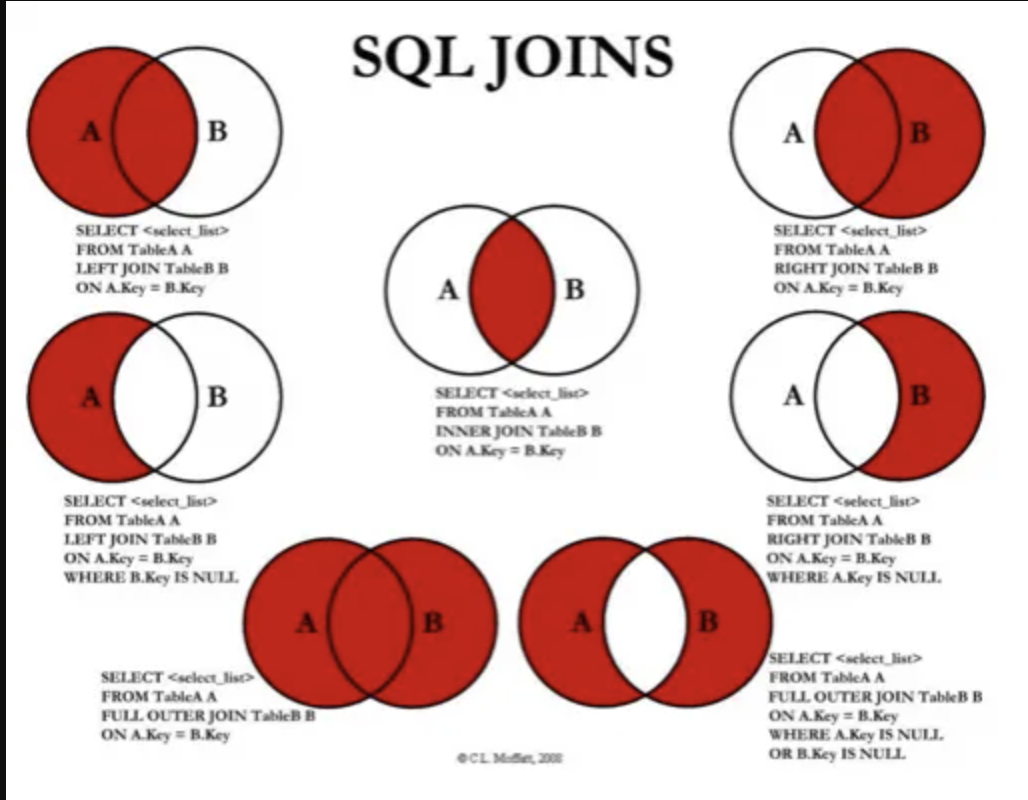 SQL JOINS
A
B
SELECT <select_list>
FROM TableA A
LEFT JOIN TableB B
ON A.Key = B.Key
A
B
SELECT <select_list>
FROM TableA A
RIGHT JOIN TableB B
ON A.Key = B.Key
A
B
SELECT <select_list>
FROM TableA A
INNER JOIN TableB B
ON A.Key = B.Key
A
B
SELECT <select_list>
FROM TableA A
LEFT JOIN TableB B
ON A.Key = B.Key
WHERE B.Key IS NULL
A
B
SELECT <select_list>
FROM TableA A
RIGHT JOIN TableB B
ON A.Key = B.Key
WHERE A.Key IS NULL
A
B
SELECT <select_list>
FROM TableA A
FULL OUTER JOIN TableB B
ON A.Key = B.Key
A
B
SELECT <select_list>
FROM TableA A
FULL OUTER JOIN TableB B
ON A.Key = B.Key
WHERE A.Key IS NULL
OR B.Key IS NULL
© C.L. Moffatt, 2008